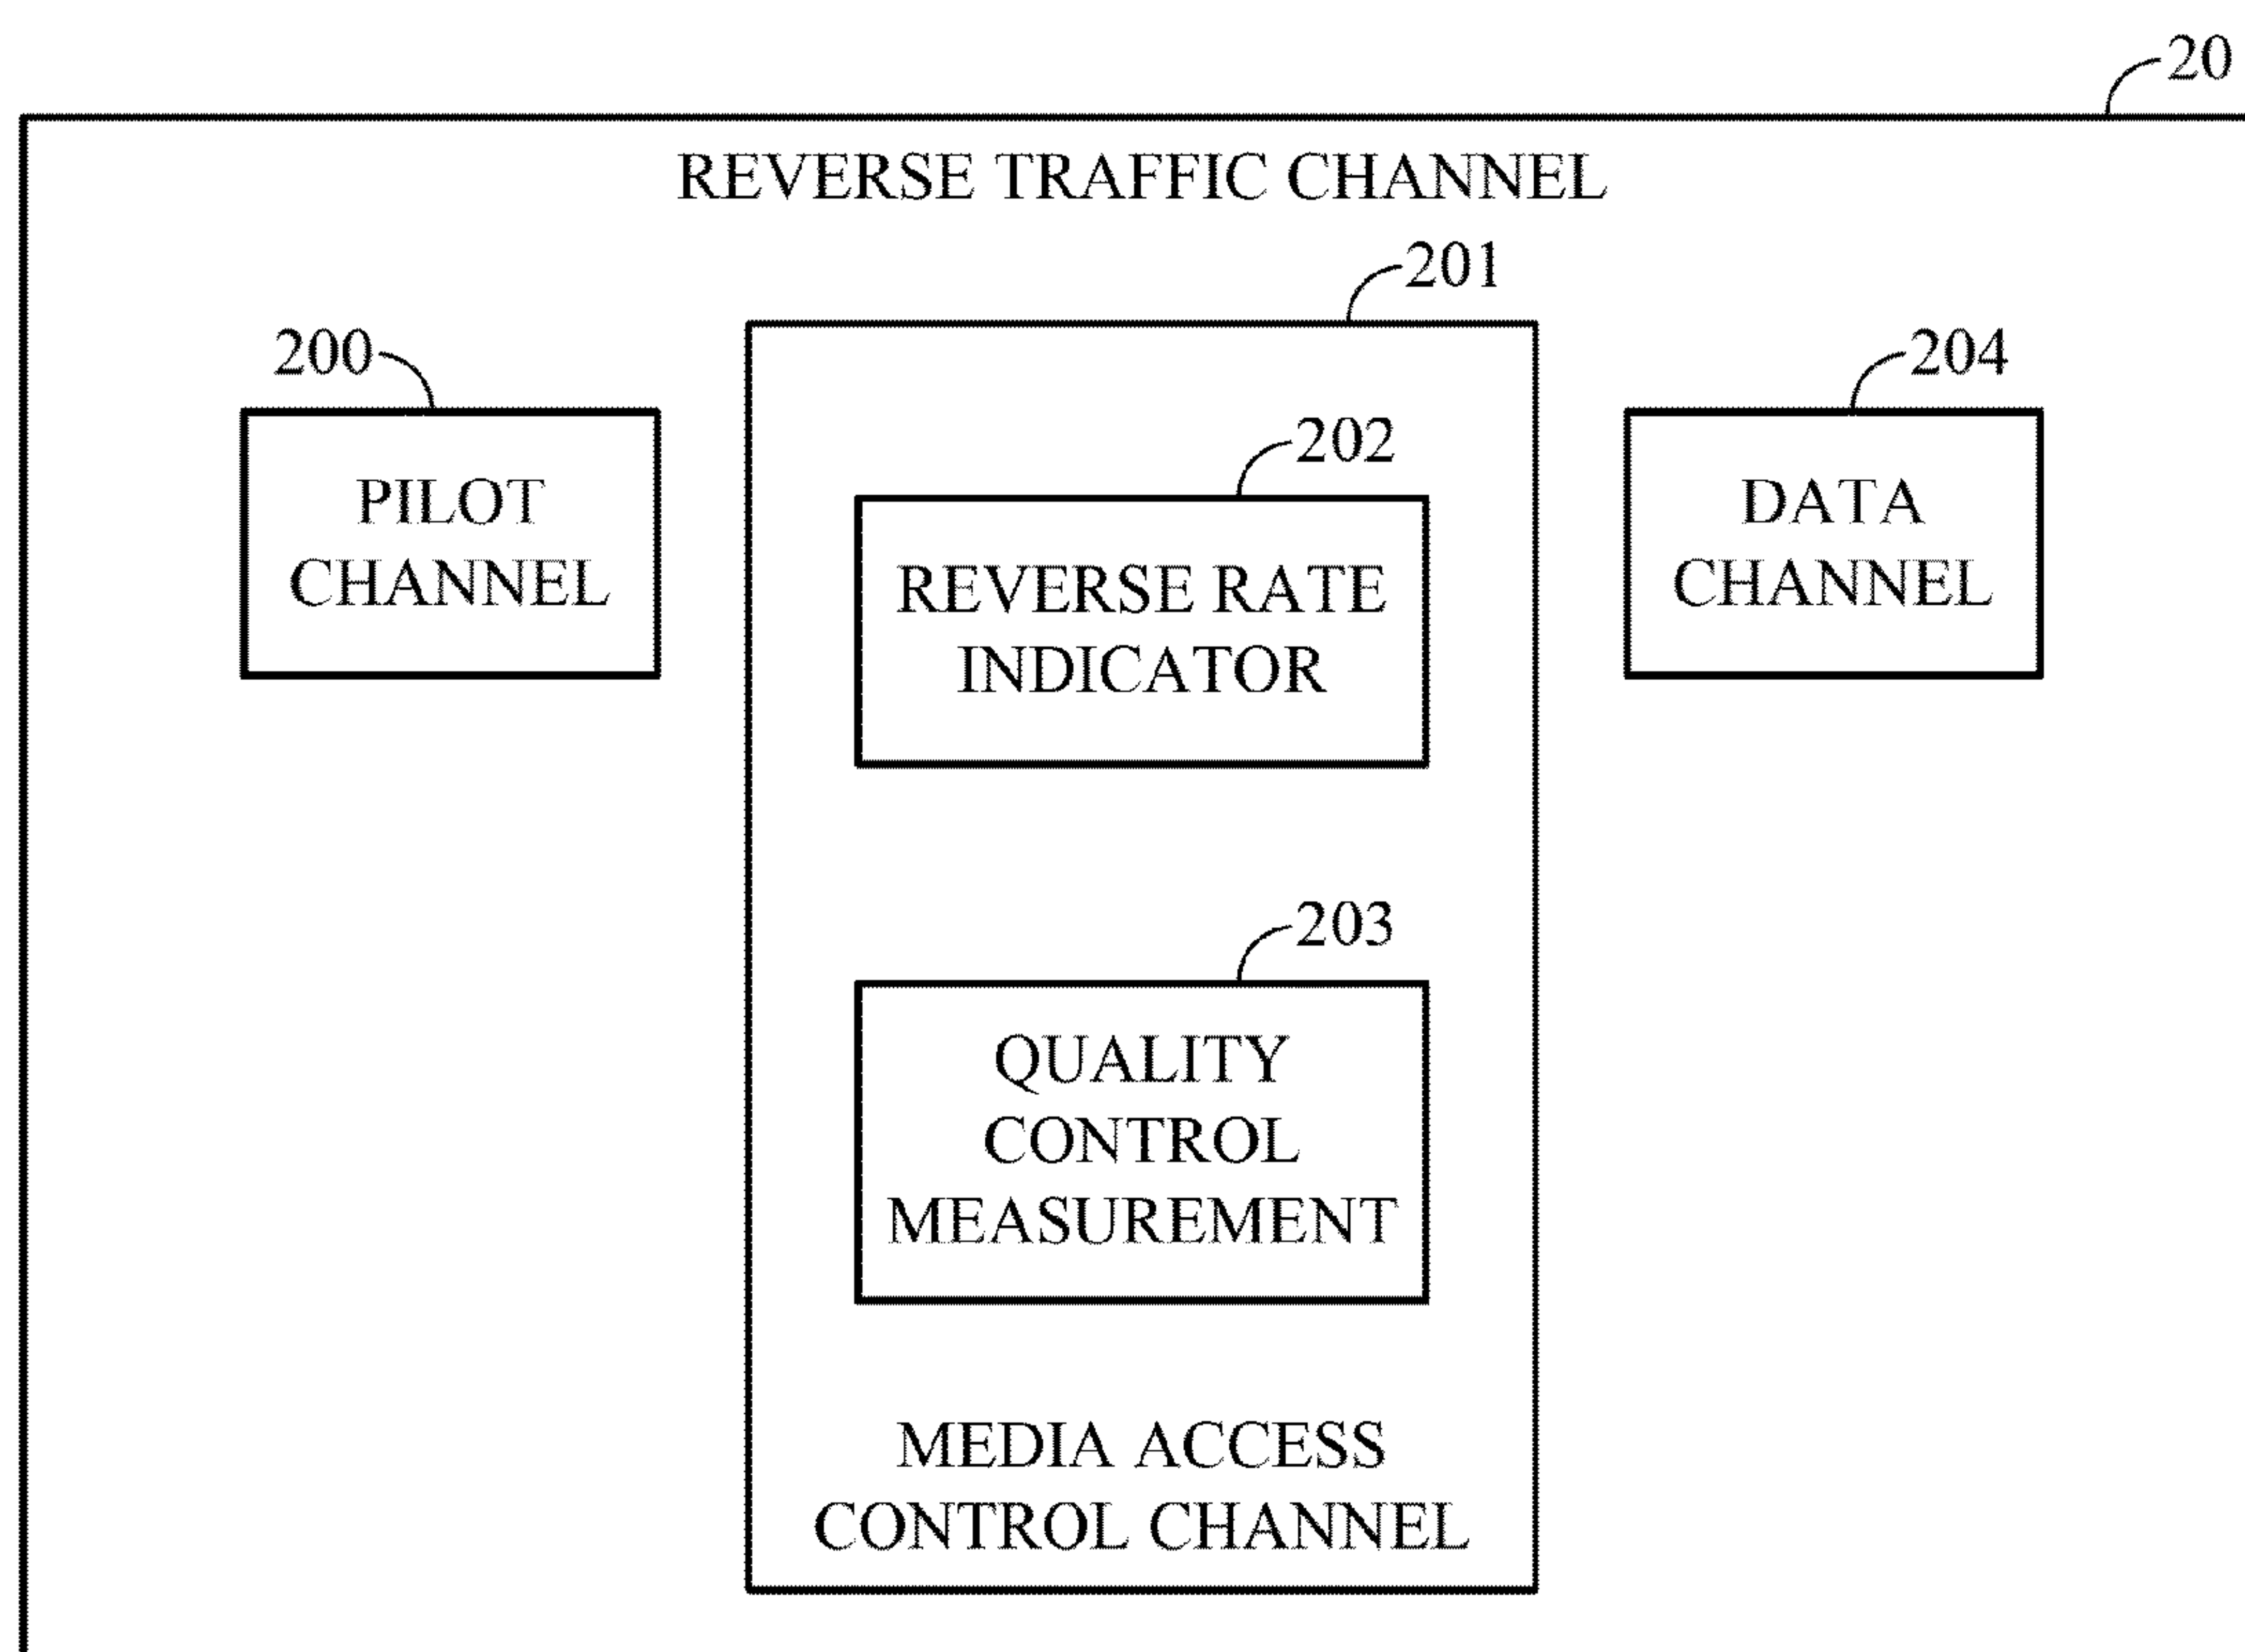 20
REVERSE TRAFFIC CHANNEL
201
200
204
202
PILOT
CHANNEL
REVERSE RATE
INDICATOR
DATA
CHANNEL
203
QUALITY
CONTROL
MEASUREMENT
MEDIA ACCESS
CONTROL CHANNEL